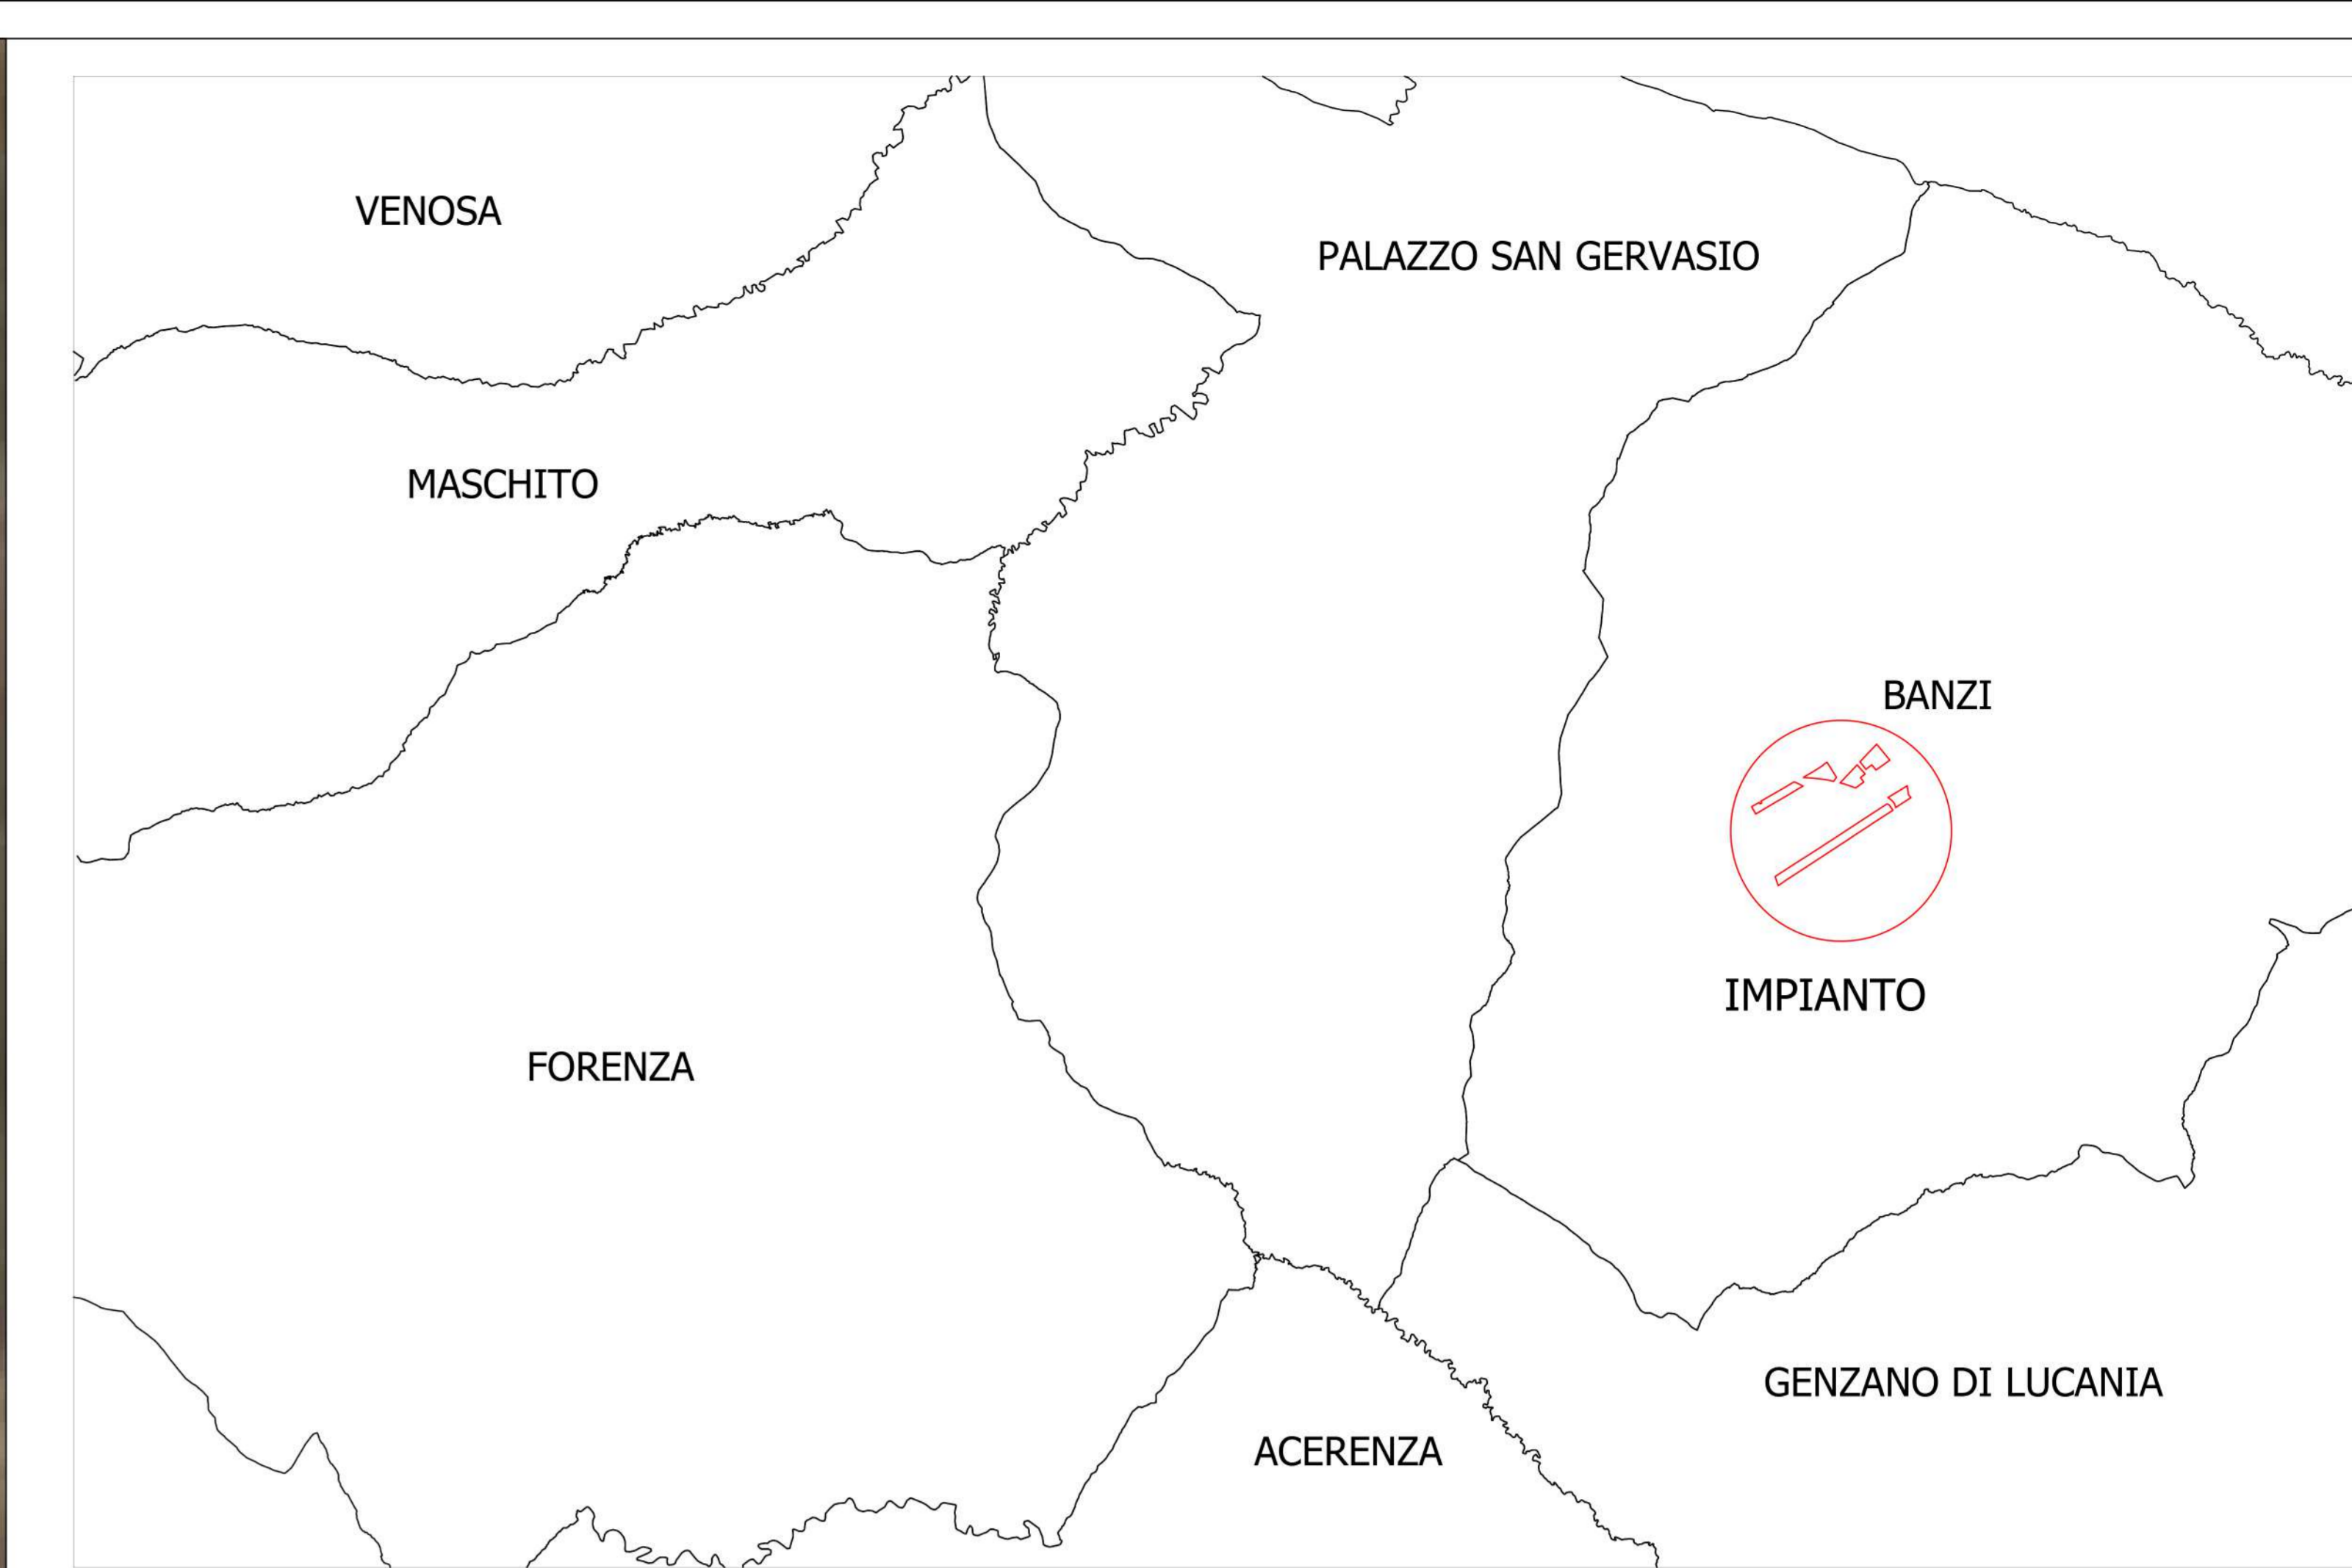 VENOSA
PALAZZO SAN GERVASIO
MASCHITO
BANZI
IMPIANTO
FORENZA
GENZANO DI LUCANIA
ACERENZA